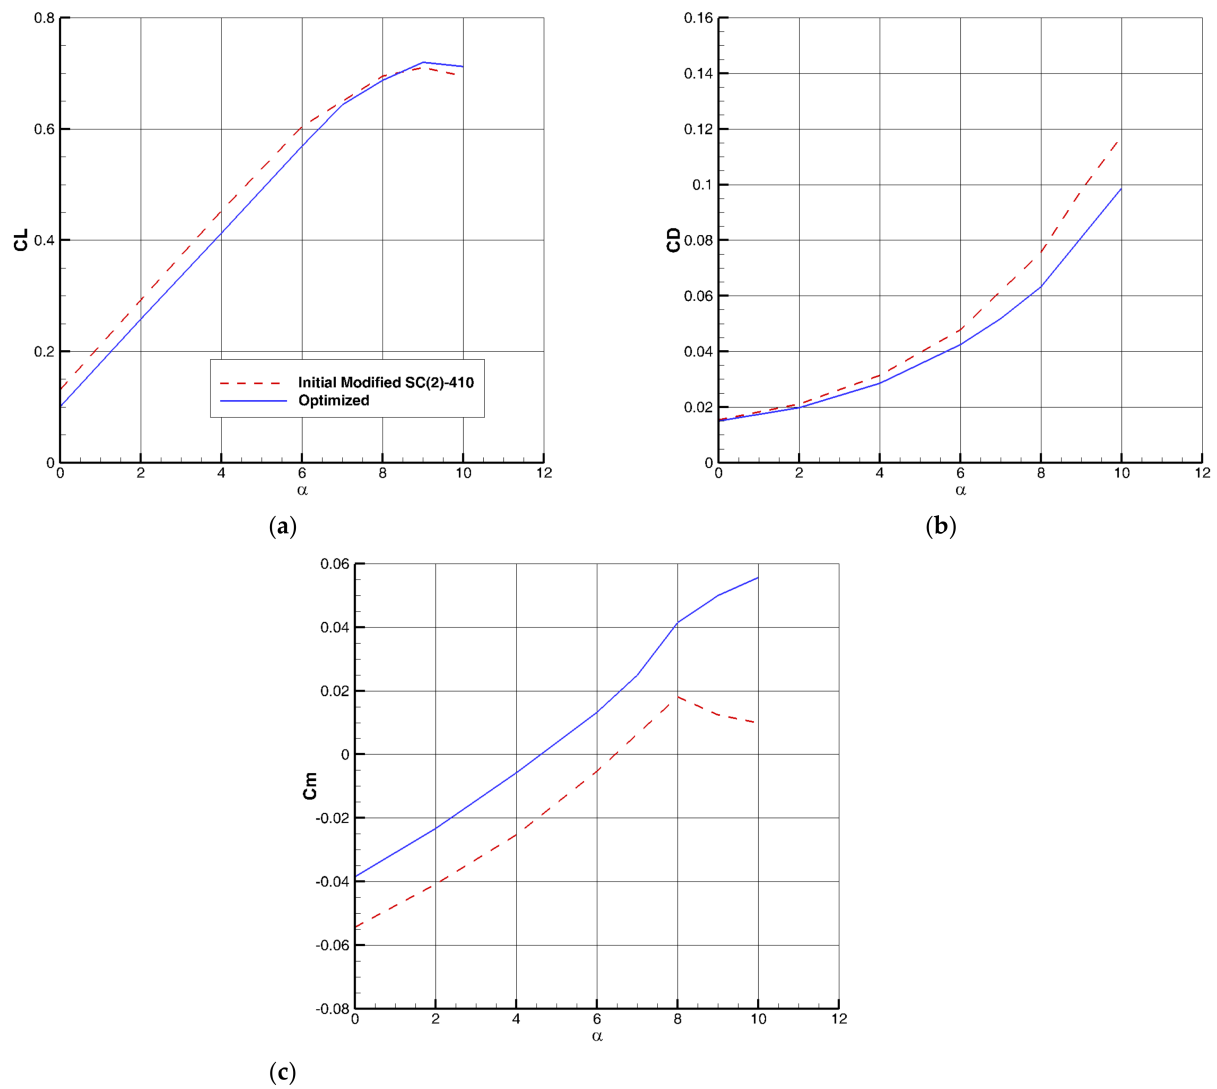 0.8
0.6
0.4
0.2
0
CL
0 2 4 6 8 10 12
α
Initial Modified SC(2)-410
Optimized
(a)
0.16
0.14
0.12
0.1
0.08
0.06
0.04
0.02
0
CD
0 2 4 6 8 10 12
α
(b)
0.06
0.04
0.02
0
-0.02
-0.04
-0.06
-0.08
Cm
0 2 4 6 8 10 12
α
(c)